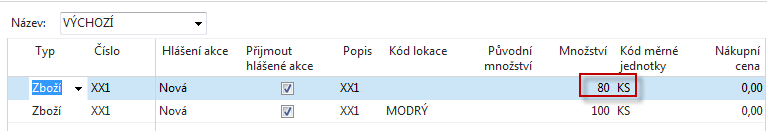 Název: VÝCHOZÍ
Typ Číslo Hlášení akce Přijmout hlášené akce Popis Kód lokace Původní množství Množství Kód měrné jednotky Nákupní cena
Zboží XX1 Nová XX1 80 KS 0,00
Zboží XX1 Nová XX1 MODRÝ 100 KS 0,00